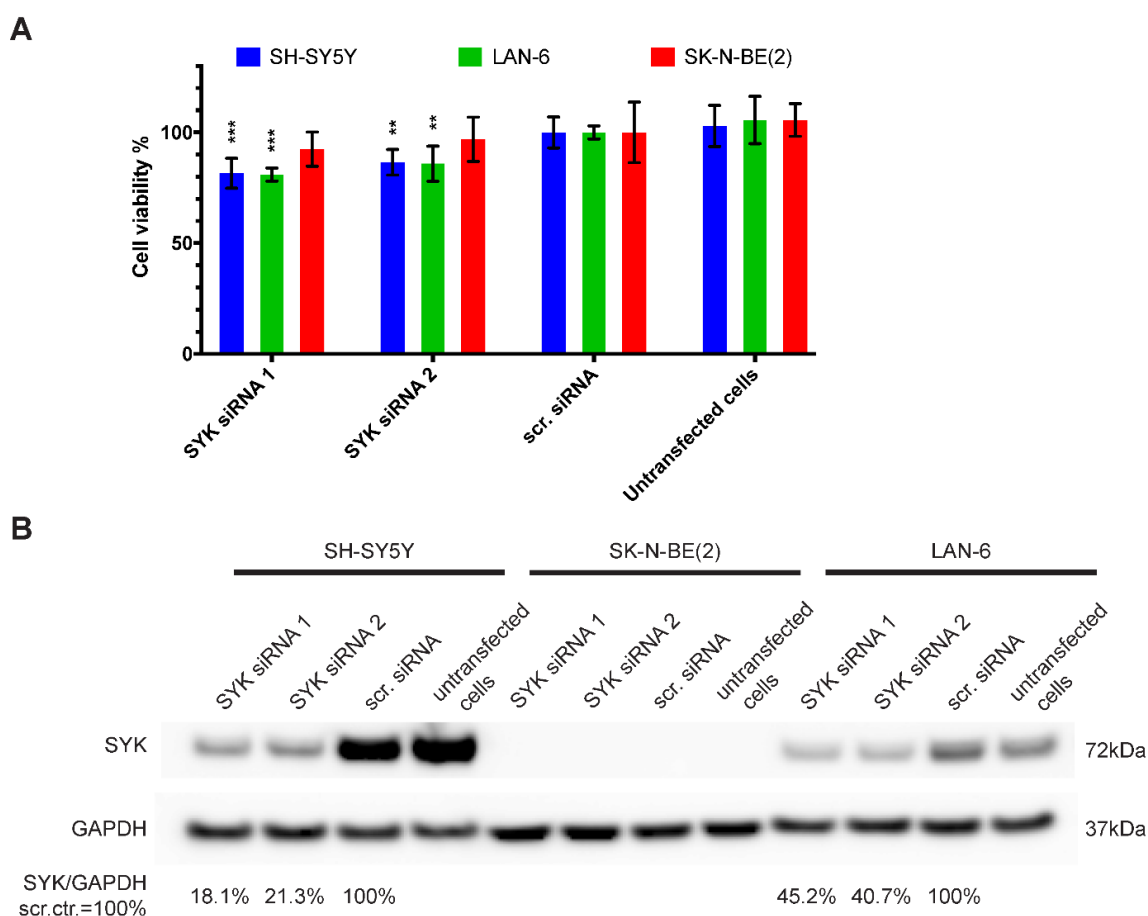 A
SH-SY5Y LAN-6 SK-N-BE(2)
Cell viability %
100
50
0
*** *** ** **
SYK siRNA 1 SYK siRNA 2 scr. siRNA Untransfected cells
B
SH-SY5Y SK-N-BE(2) LAN-6
SYK siRNA 1 SYK siRNA 2 scr. siRNA untransfected cells SYK siRNA 1 SYK siRNA 2 scr. siRNA untransfected cells SYK siRNA 1 SYK siRNA 2 scr. siRNA untransfected cells
SYK 72kDa
GAPDH 37kDa
SYK/GAPDH
scr.ctr.=100%
18.1% 21.3% 100% 45.2% 40.7% 100%